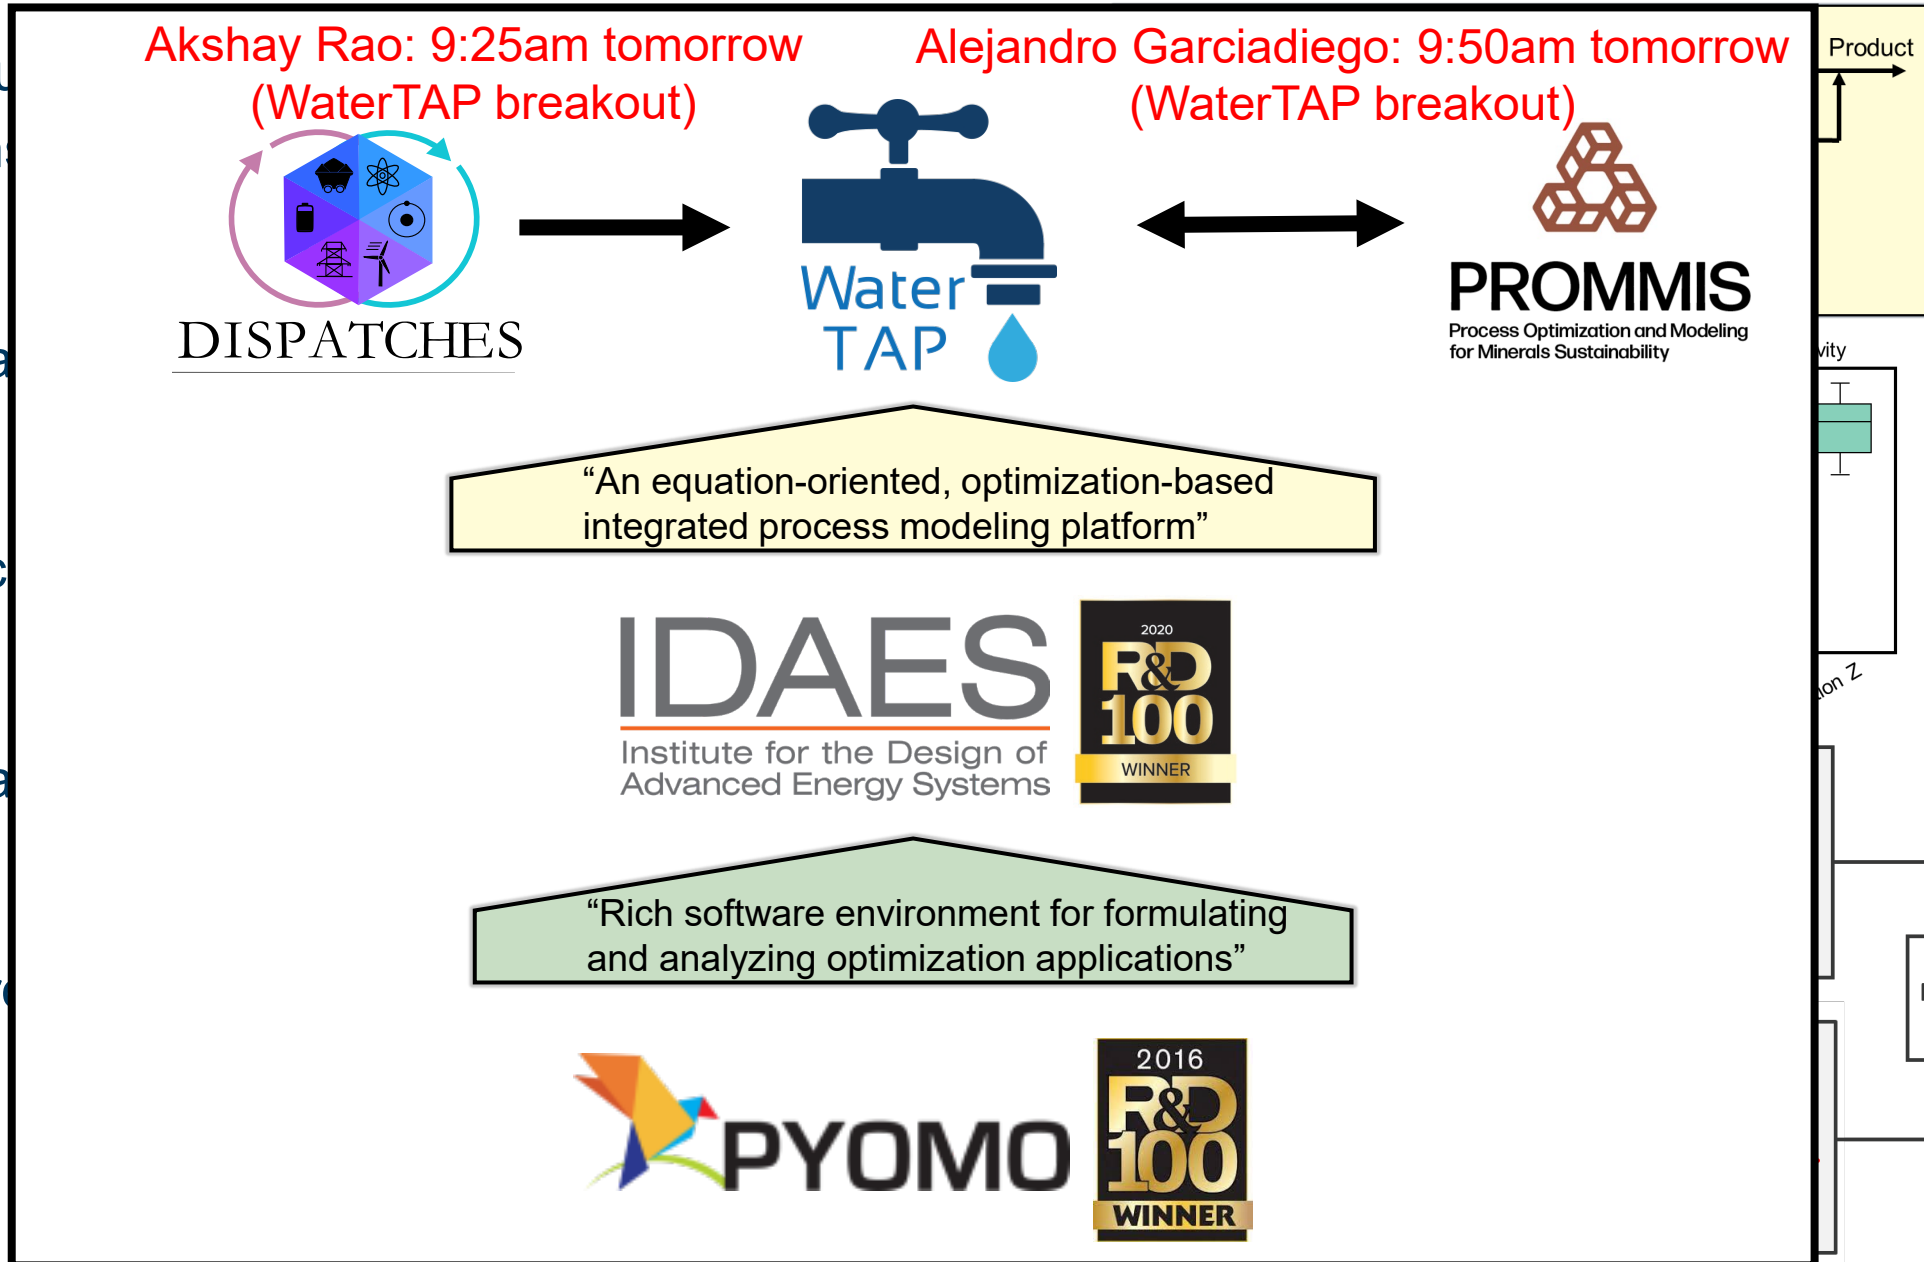 Akshay Rao: 9:25am tomorrow
(WaterTAP breakout)
Alejandro Garciadiego: 9:50am tomorrow
(WaterTAP breakout)
Product
DISPATCHES
Water
TAP
PROMMIS
Process Optimization and Modeling
for Minerals Sustainability
“An equation-oriented, optimization-based
integrated process modeling platform”
IDAES
Institute for the Design of
Advanced Energy Systems
2020
R&D
100
WINNER
“Rich software environment for formulating
and analyzing optimization applications”
PYOMO
2016
R&D
100
WINNER